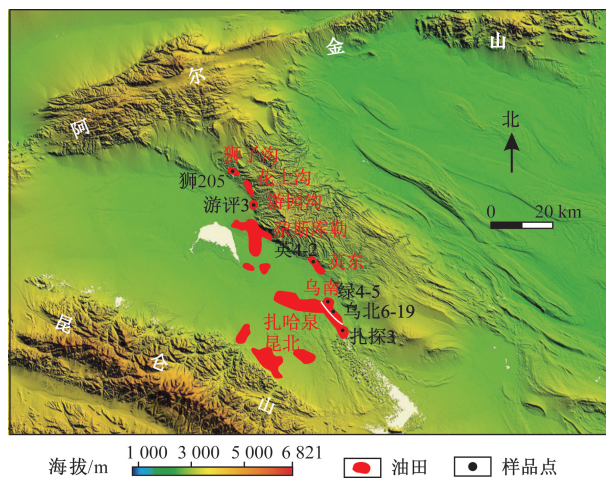 阿 尔 金 山
北
0 20 km
狮子沟
狮205
花土沟
游园沟
游评3
尕斯库勒
英4-2
英东
乌南
绿4-5
乌北6-19
扎哈泉
扎探3
昆北
昆 仑 山
海拔/m 1 000 3 000 5 000 6 821 油田 样品点